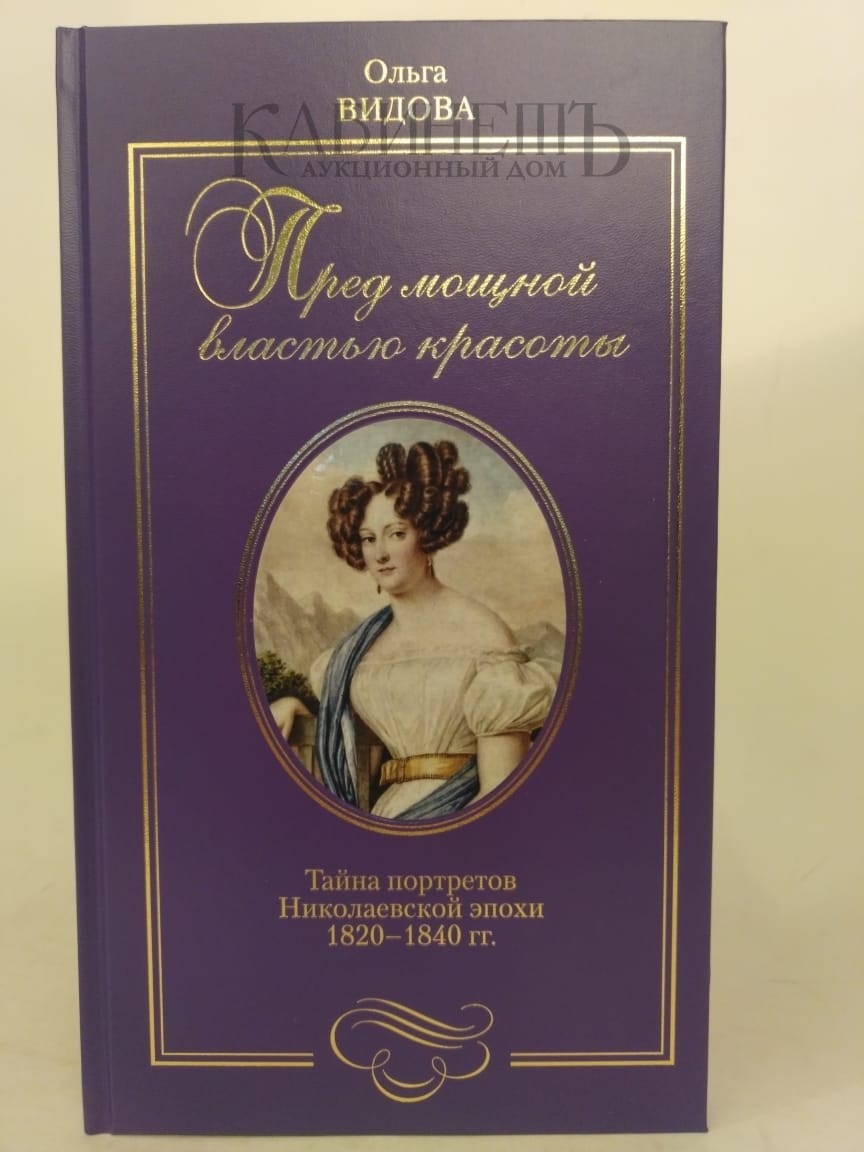 Ольга
ВИДОВА
КАБИНЕТЪ
АУКЦИОННЫЙ ДОМ
Пред мощной
властью красоты
Тайна портретов
Николаевской эпохи
1820–1840 гг.